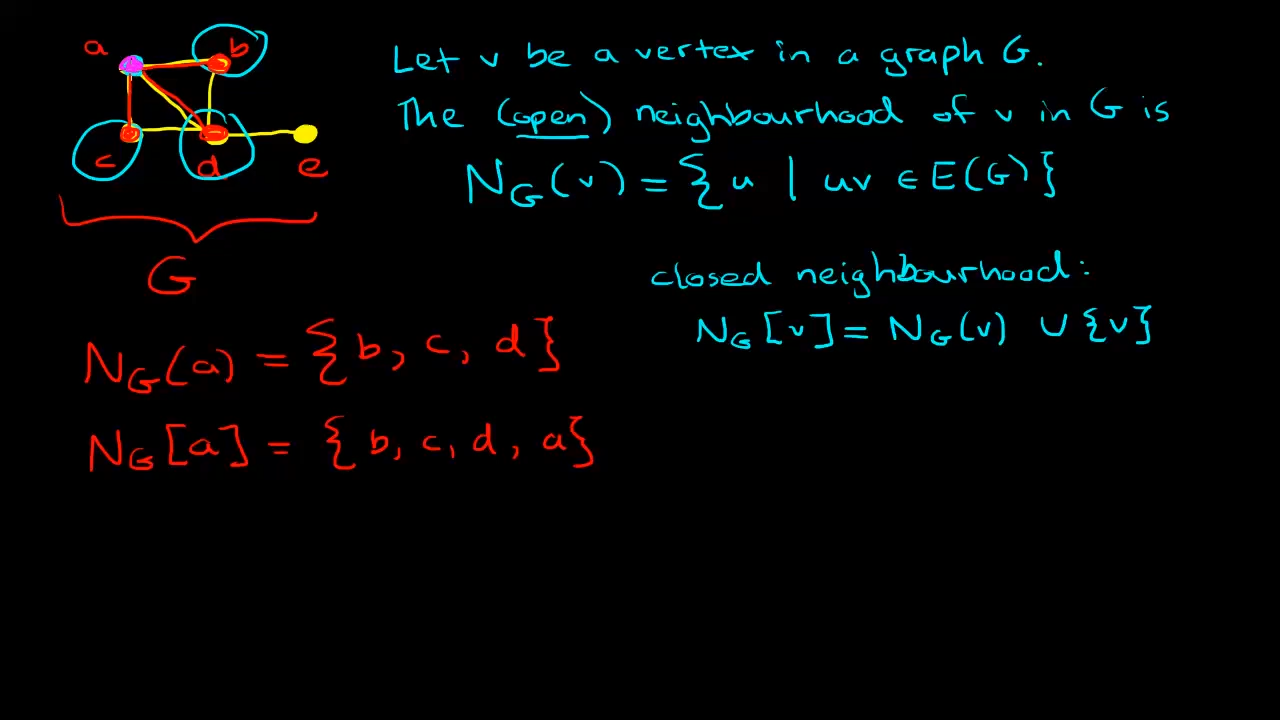 a b
c d e
G
Let v be a vertex in a graph G.
The (open) neighbourhood of v in G is
N_G(v) = {u | uv ∈ E(G)}
closed neighbourhood:
N_G[v] = N_G(v) ∪ {v}
N_G(a) = {b, c, d}
N_G[a] = {b, c, d, a}